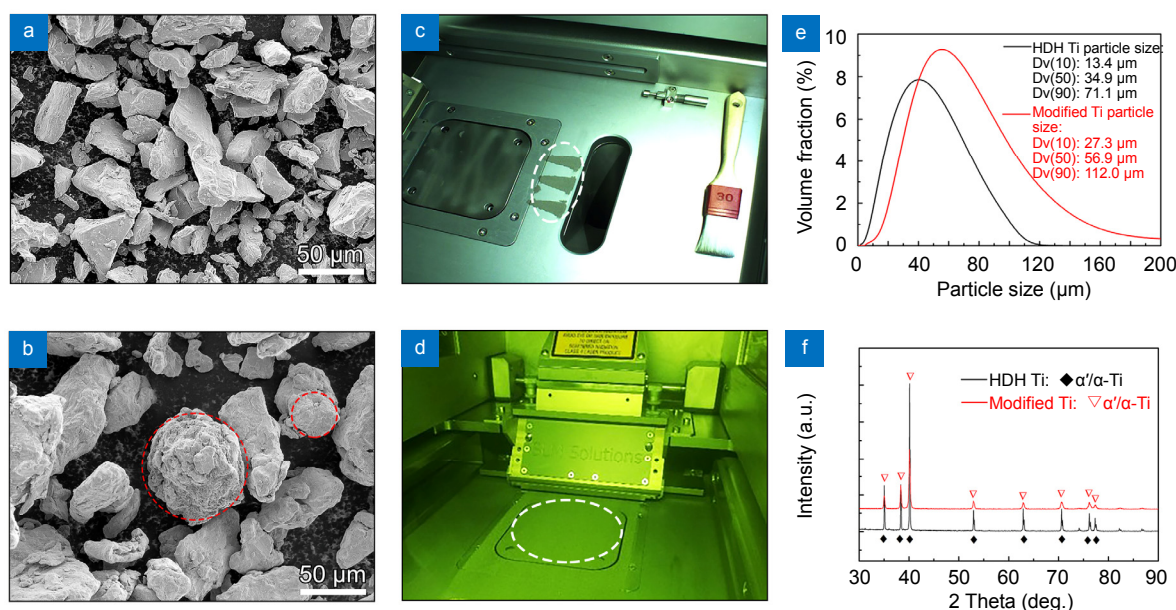 a
50 µm
b
50 µm
c
30
d
CLASS 4 LASER PRODUCT
SLM Solutions
e
10
8
6
4
2
0
0
40
80
120
160
200
Volume fraction (%)
Particle size (µm)
HDH Ti particle size:
Dv(10): 13.4 µm
Dv(50): 34.9 µm
Dv(90): 71.1 µm
Modified Ti particle
size:
Dv(10): 27.3 µm
Dv(50): 56.9 µm
Dv(90): 112.0 µm
f
HDH Ti: ◆ α′/α-Ti
Modified Ti: ▽ α′/α-Ti
Intensity (a.u.)
30
40
50
60
70
80
90
2 Theta (deg.)